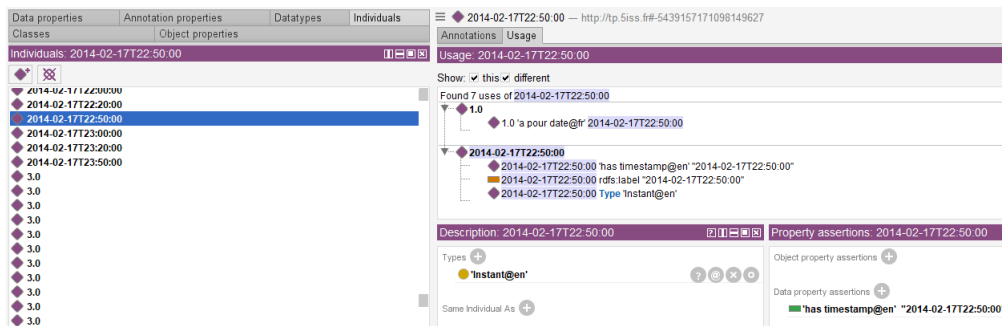 Data properties Annotation properties Datatypes Individuals
Classes Object properties
Individuals: 2014-02-17T22:50:00
2014-02-17T22:00:00
2014-02-17T22:20:00
2014-02-17T22:50:00
2014-02-17T23:00:00
2014-02-17T23:20:00
2014-02-17T23:50:00
3.0
3.0
3.0
3.0
3.0
3.0
3.0
3.0
3.0
3.0
3.0
2014-02-17T22:50:00 — http://tp.5iss.fr#-5439157171098149627
Annotations Usage
Usage: 2014-02-17T22:50:00
Show: this different
Found 7 uses of 2014-02-17T22:50:00
1.0
1.0 'a pour date@fr' 2014-02-17T22:50:00
2014-02-17T22:50:00
2014-02-17T22:50:00 'has timestamp@en' "2014-02-17T22:50:00"
2014-02-17T22:50:00 rdfs:label "2014-02-17T22:50:00"
2014-02-17T22:50:00 Type 'Instant@en'
Description: 2014-02-17T22:50:00
Types
'Instant@en'
Same Individual As
Property assertions: 2014-02-17T22:50:00
Object property assertions
Data property assertions
'has timestamp@en' "2014-02-17T22:50:00